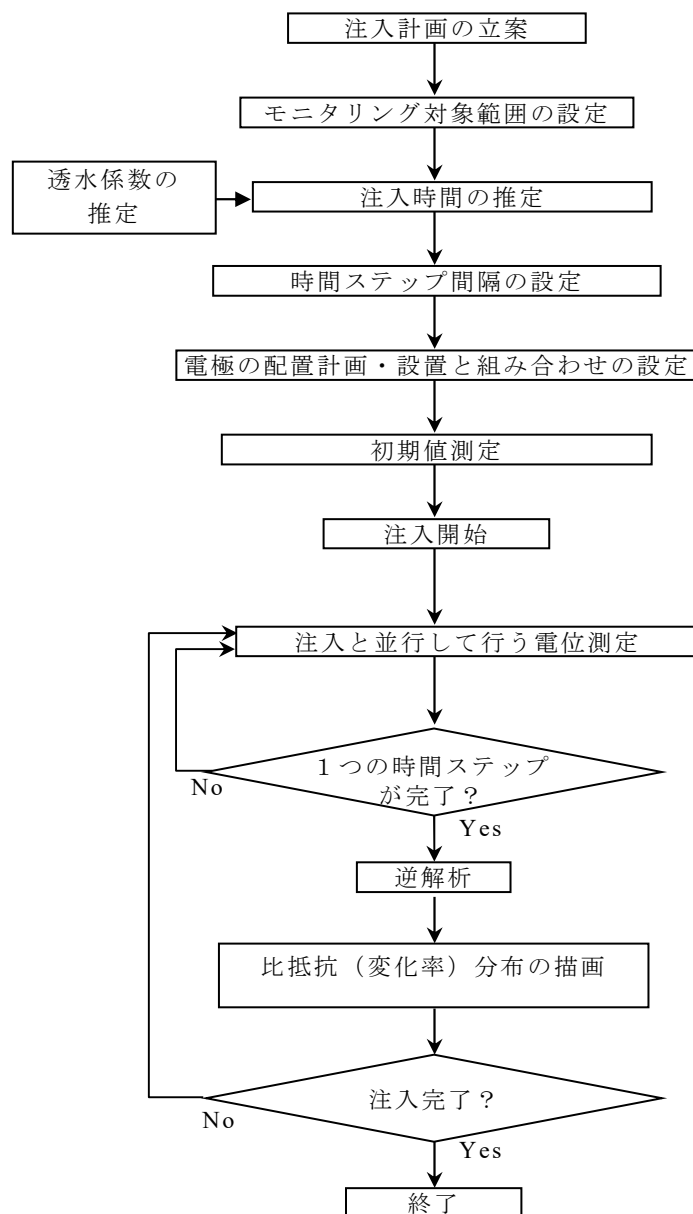 注入計画の立案
モニタリング対象範囲の設定
透水係数の
推定
注入時間の推定
時間ステップ間隔の設定
電極の配置計画・設置と組み合わせの設定
初期値測定
注入開始
注入と並行して行う電位測定
１つの時間ステップ
が完了？
No
Yes
逆解析
比抵抗（変化率）分布の描画
注入完了？
No
Yes
終了